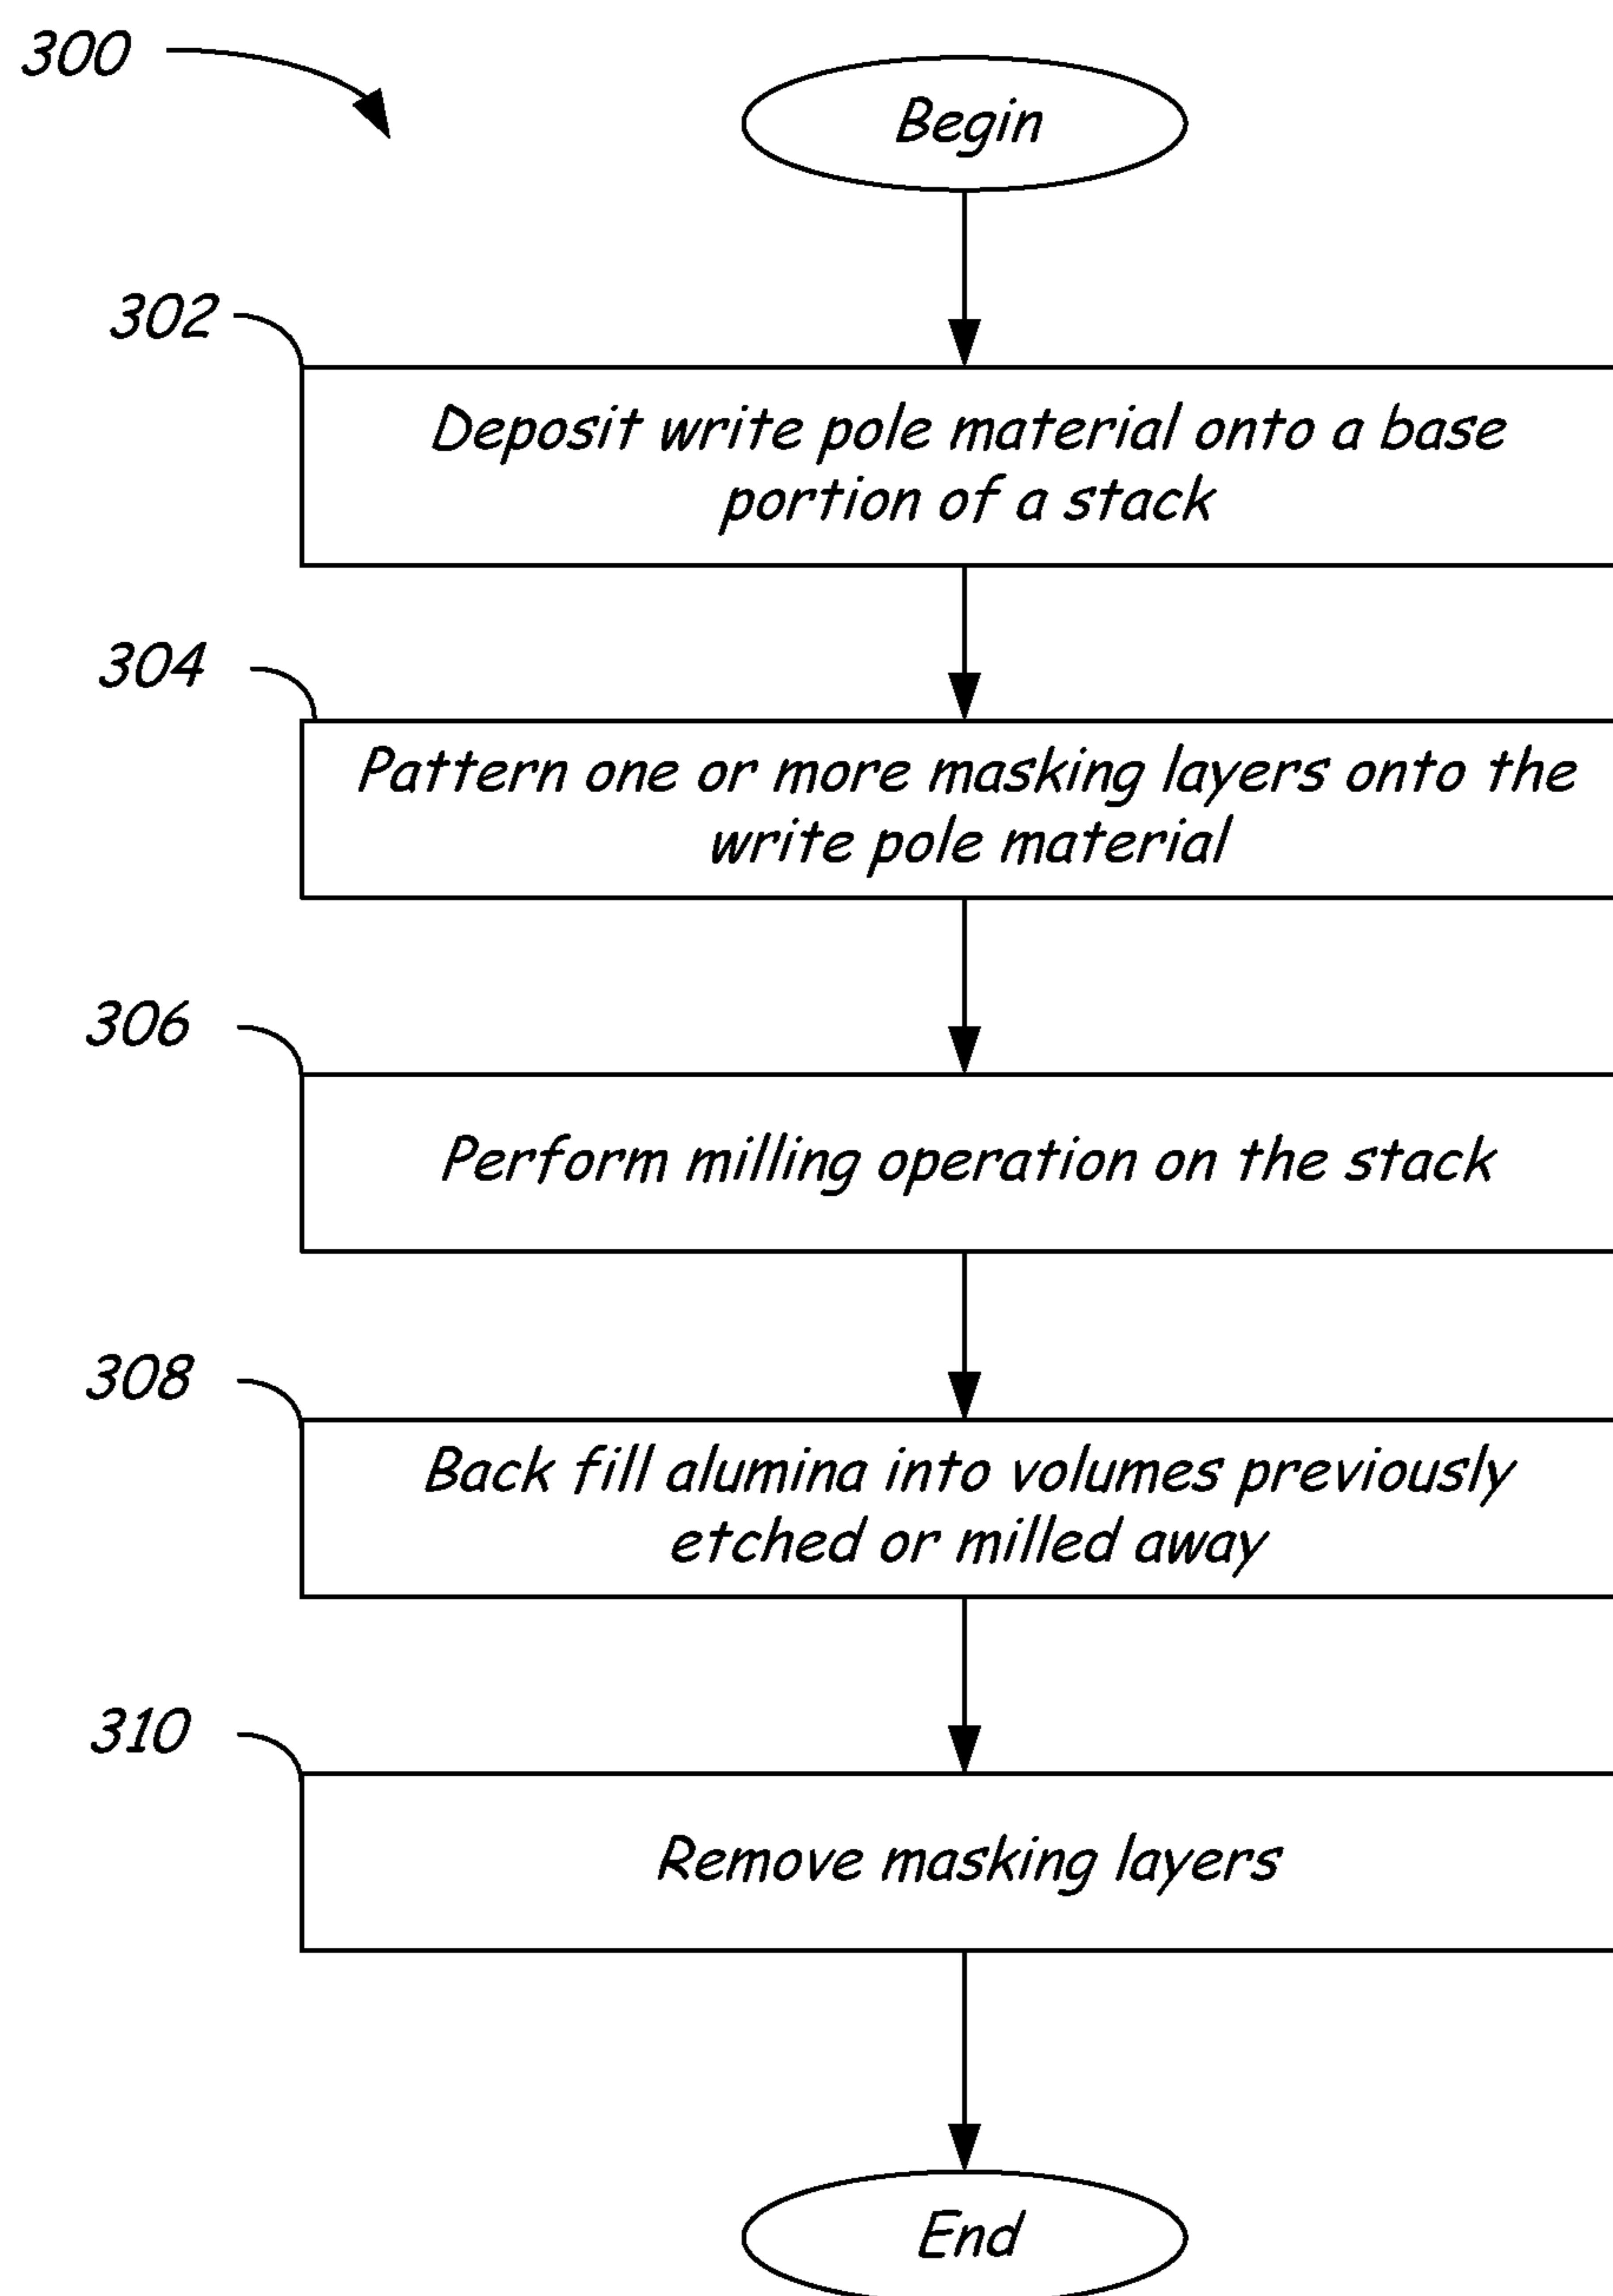 300
Begin
302
Deposit write pole material onto a base
portion of a stack
304
Pattern one or more masking layers onto the
write pole material
306
Perform milling operation on the stack
308
Back fill alumina into volumes previously
etched or milled away
310
Remove masking layers
End